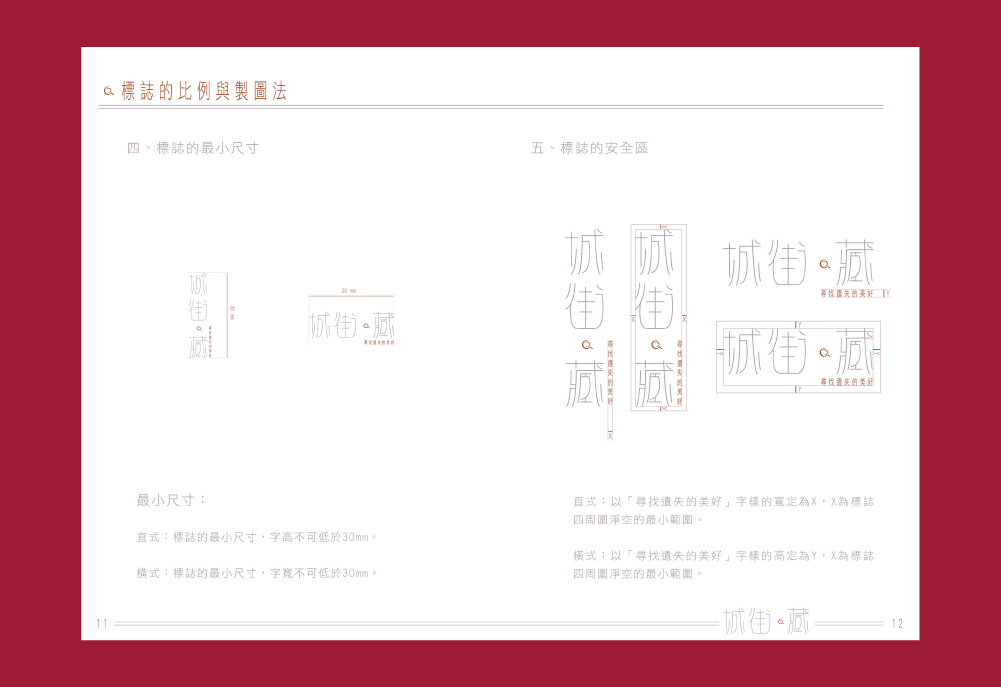 標誌的比例與製圖法
四、標誌的最小尺寸
城街藏
尋找遺失的美好
30 mm
30 mm
城街藏
尋找遺失的美好
最小尺寸：
直式：標誌的最小尺寸，字高不可低於30mm。
橫式：標誌的最小尺寸，字寬不可低於30mm。
五、標誌的安全區
城街藏
尋找遺失的美好
X
城街藏
尋找遺失的美好
X
X
X
X
城街藏
尋找遺失的美好
Y
城街藏
尋找遺失的美好
Y
Y
Y
Y
直式：以「尋找遺失的美好」字樣的寬定為X，X為標誌
四周圍淨空的最小範圍。
橫式：以「尋找遺失的美好」字樣的高定為Y，X為標誌
四周圍淨空的最小範圍。
11
城街藏
12